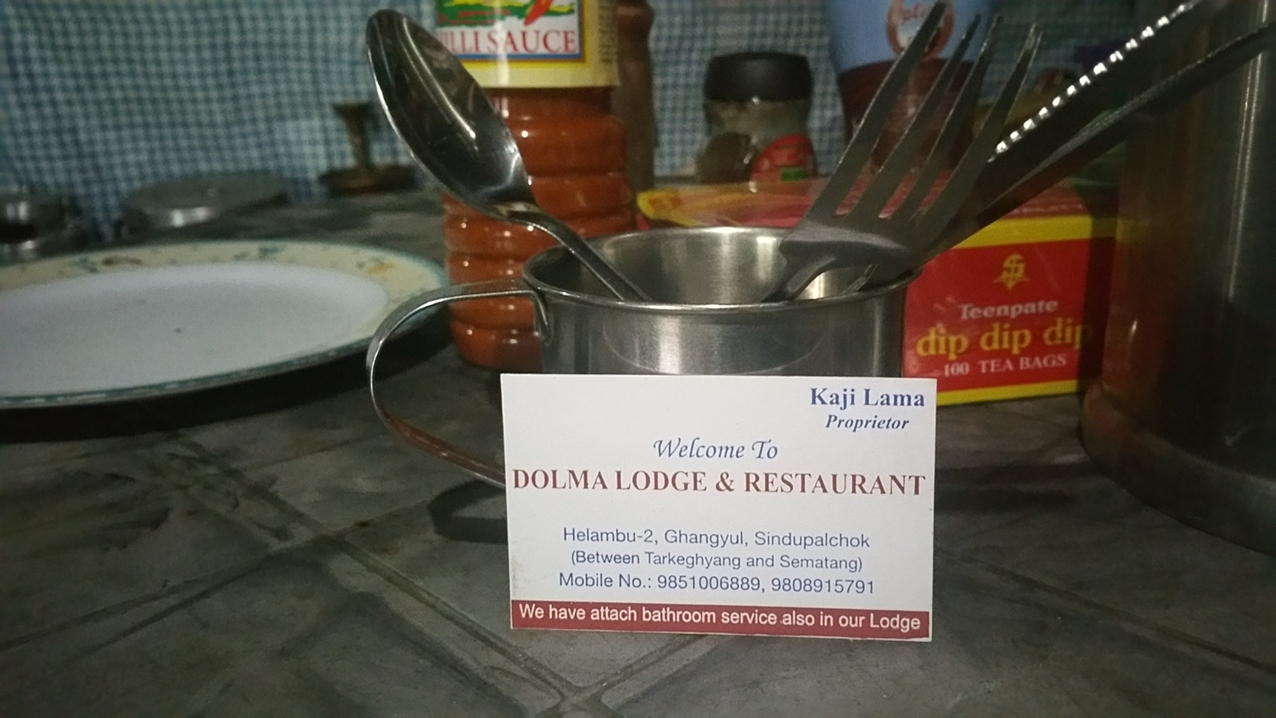 SAUCE
Teenpate
dip dip dip
100 TEA BAGS
Kaji Lama
Proprietor
Welcome To
DOLMA LODGE & RESTAURANT
Helambu-2, Ghangyul, Sindupalchok
(Between Tarkeghyang and Sematang)
Mobile No.: 9851006889, 9808915791
We have attach bathroom service also in our Lodge